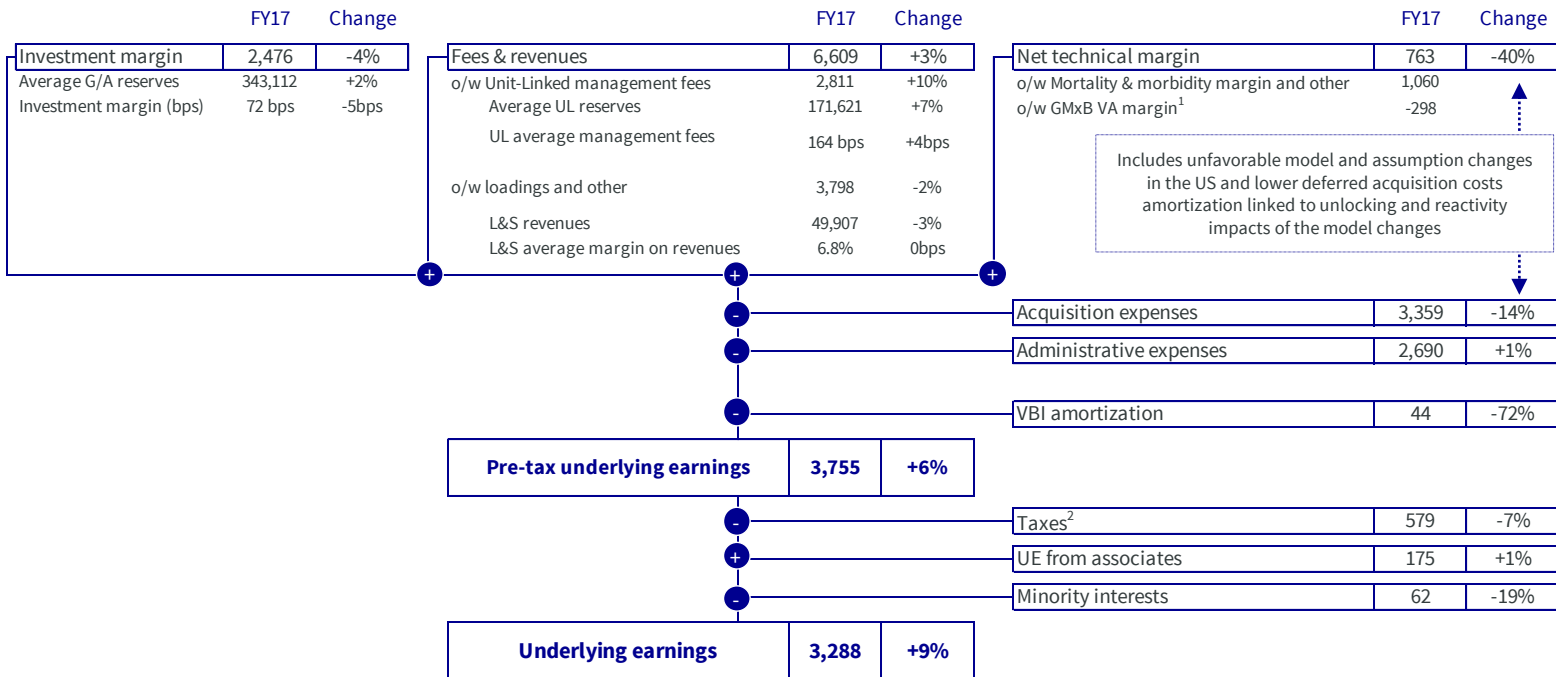 FY17 Change
Investment margin 2,476 -4%
Average G/A reserves 343,112 +2%
Investment margin (bps) 72 bps -5bps
FY17 Change
Fees & revenues 6,609 +3%
o/w Unit-Linked management fees 2,811 +10%
Average UL reserves 171,621 +7%
UL average management fees 164 bps +4bps
o/w loadings and other 3,798 -2%
L&S revenues 49,907 -3%
L&S average margin on revenues 6.8% 0bps
FY17 Change
Net technical margin 763 -40%
o/w Mortality & morbidity margin and other 1,060
o/w GMxB VA margin1 -298
Includes unfavorable model and assumption changes
in the US and lower deferred acquisition costs
amortization linked to unlocking and reactivity
impacts of the model changes
+ + +
- Acquisition expenses 3,359 -14%
- Administrative expenses 2,690 +1%
- VBI amortization 44 -72%
Pre-tax underlying earnings 3,755 +6%
- Taxes2 579 -7%
+ UE from associates 175 +1%
- Minority interests 62 -19%
Underlying earnings 3,288 +9%